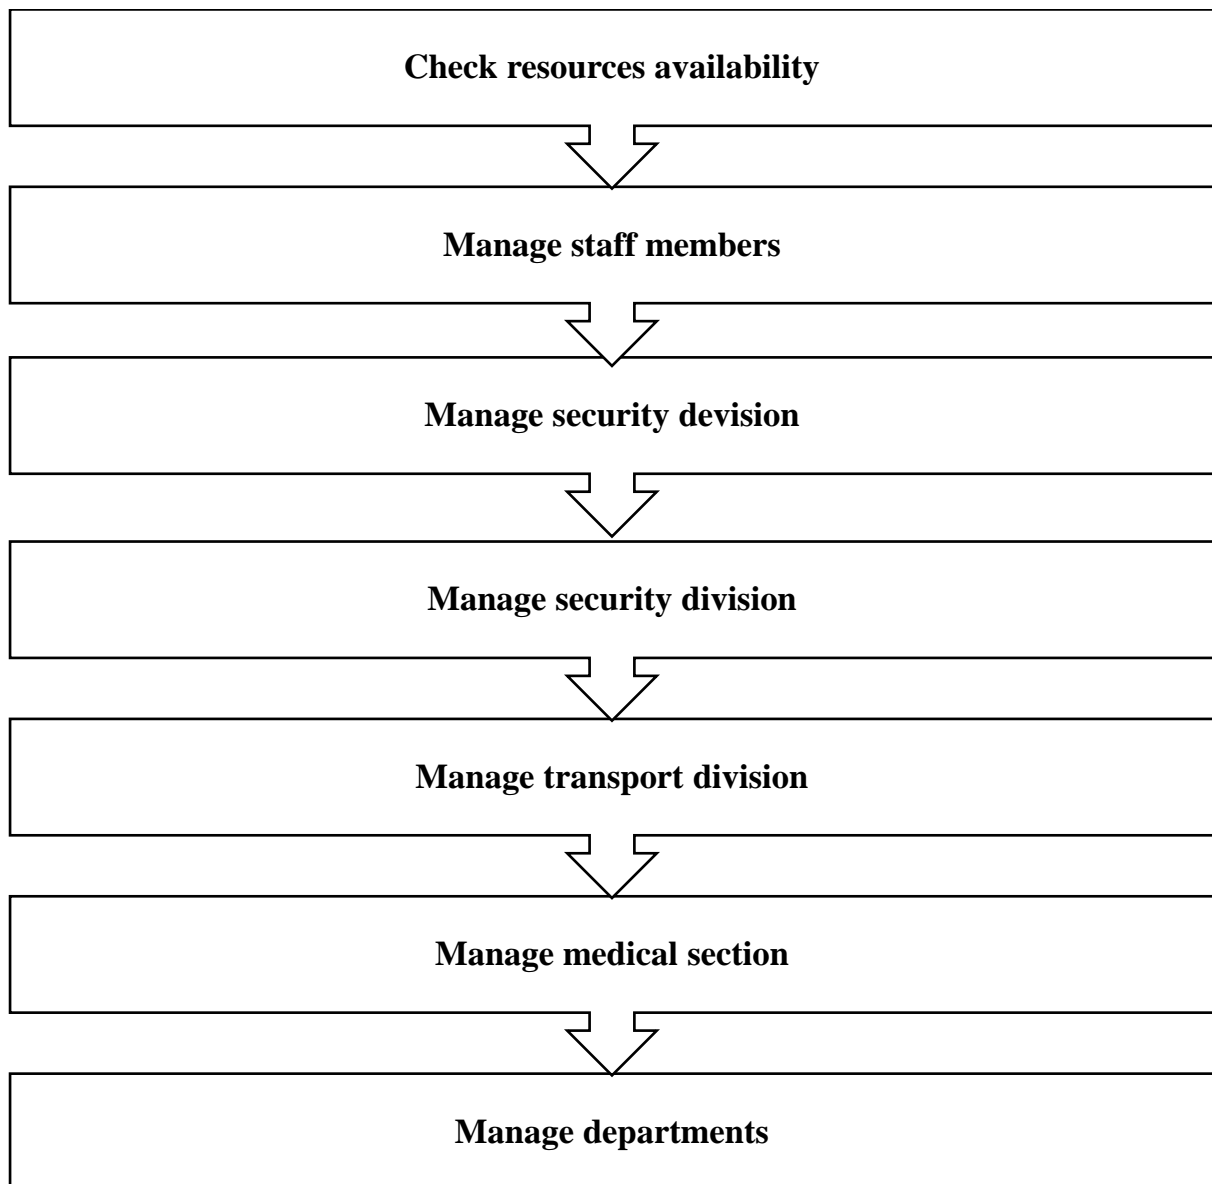 Check resources availability
Manage staff members
Manage security devision
Manage security division
Manage transport division
Manage medical section
Manage departments